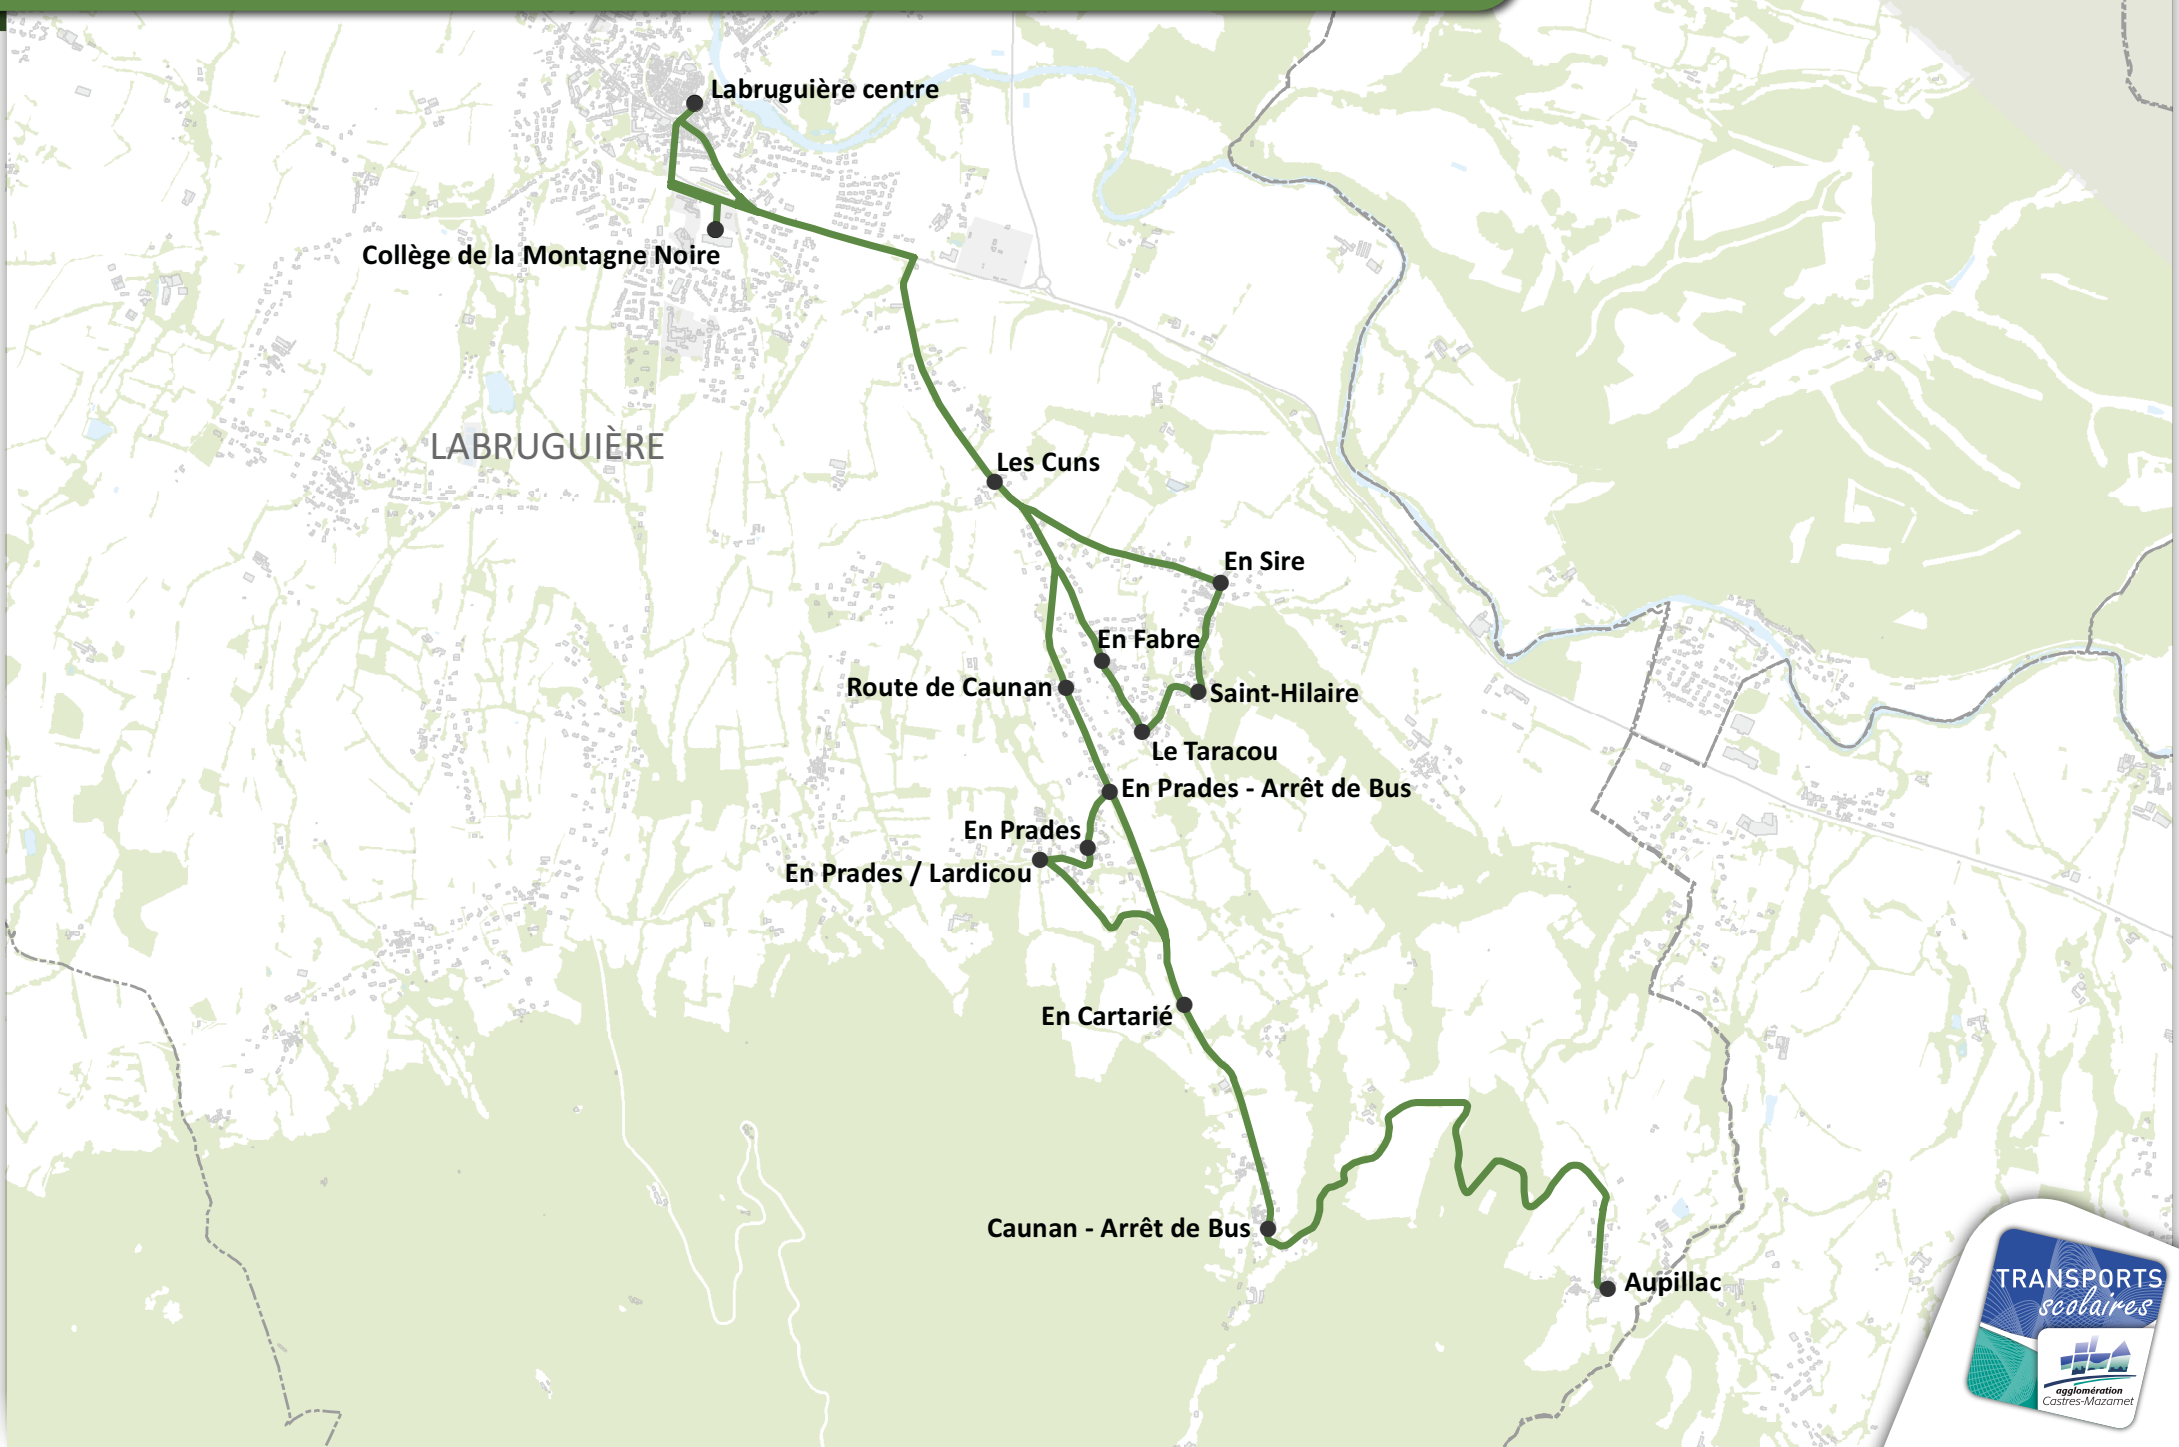 Labruguière centre
Collège de la Montagne Noire
LABRUGUIÈRE
Les Cuns
En Sire
En Fabre
Route de Caunan
Saint-Hilaire
Le Taracou
En Prades - Arrêt de Bus
En Prades
En Prades / Lardicou
En Cartarié
Caunan - Arrêt de Bus
Aupillac
TRANSPORTS
scolaires
agglomération
Castres-Mazamet